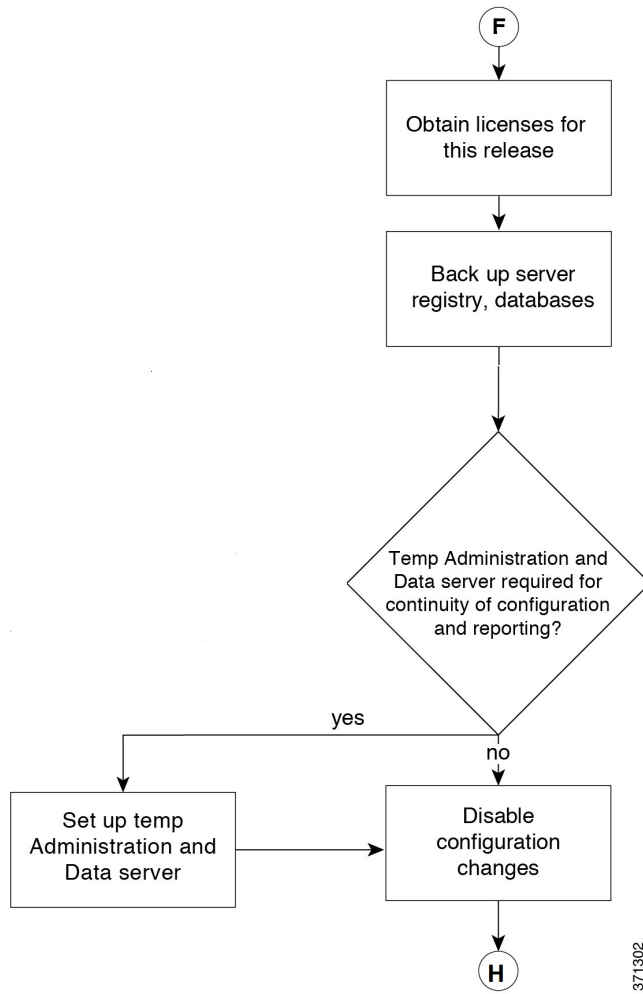 F
Obtain licenses for
this release
Back up server
registry, databases
Temp Administration and
Data server required for
continuity of configuration
and reporting?
yes
no
Set up temp
Administration and
Data server
Disable
configuration
changes
H
371302